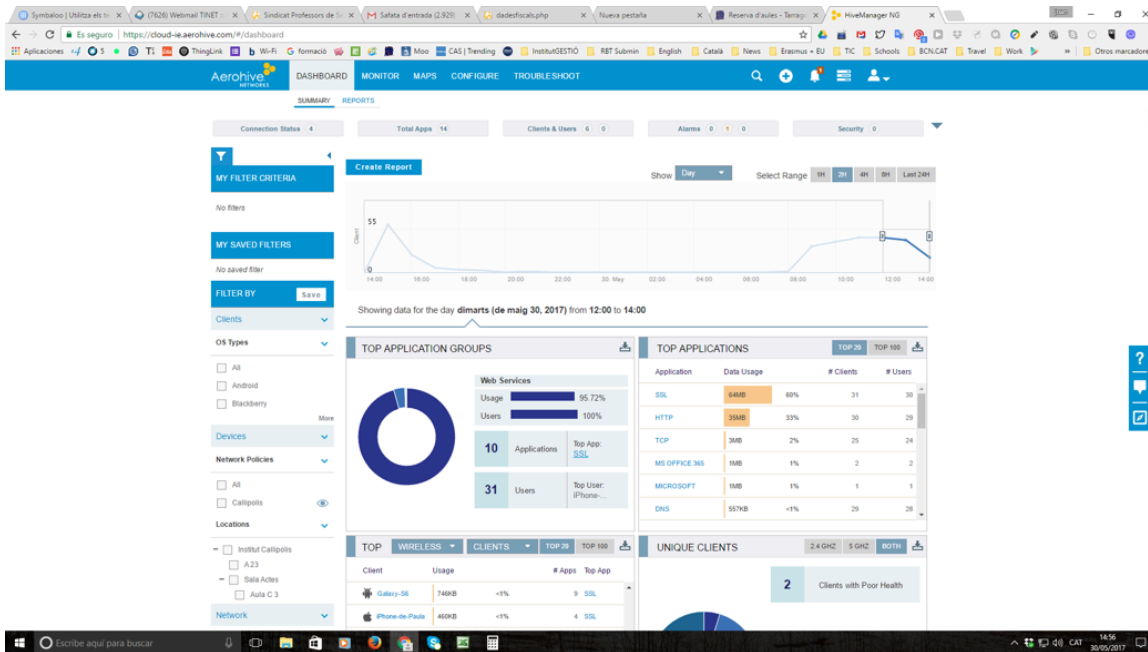 Symbaloo | Utilitza els te
(7626) Webmail TINET
Sindicat Professors de Se
Safata d'entrada (2.929)
dadesfiscals.php
Nueva pestaña
Reserva d'aules - Tarrag
HiveManager NG
Es seguro | https://cloud-ie.aerohive.com/#/dashboard
Aplicaciones
ThingLink
Wi-Fi
G formació
Moo
CAS | Trending
InstitutGESTIÓ
RBT Submin
English
Català
News
Erasmus + EU
TIC
Schools
BCN.CAT
Travel
Work
Otros marcadore
Aerohive NETWORKS
DASHBOARD MONITOR MAPS CONFIGURE TROUBLESHOOT
SUMMARY REPORTS
Connection Status 4
Total Apps 14
Clients & Users 6 0
Alarms 0 1 0
Security 0
MY FILTER CRITERIA
No filters
MY SAVED FILTERS
No saved filter
FILTER BY Save
Clients
OS Types
All
Android
Blackberry
More
Devices
Network Policies
All
Callipolis
Locations
Institut Callipolis
A 23
Sala Actes
Aula C 3
Network
Create Report
Show Day
Select Range 1H 2H 4H 8H Last 24H
Client
55
0
14:00 16:00 18:00 20:00 22:00 30. May 02:00 04:00 06:00 08:00 10:00 12:00 14:00
Showing data for the day dimarts (de maig 30, 2017) from 12:00 to 14:00
TOP APPLICATION GROUPS
Web Services
Usage 95.72%
Users 100%
10 Applications Top App: SSL
31 Users Top User: iPhone-...
TOP APPLICATIONS TOP 20 TOP 100
Application Data Usage # Clients # Users
SSL 64MB 60% 31 30
HTTP 35MB 33% 30 29
TCP 3MB 2% 25 24
MS OFFICE 365 1MB 1% 2 2
MICROSOFT 1MB 1% 1 1
DNS 557KB <1% 29 28
TOP WIRELESS CLIENTS TOP 20 TOP 100
Client Usage # Apps Top App
Galaxy-S6 746KB <1% 9 SSL
iPhone-de-Paula 460KB <1% 4 SSL
UNIQUE CLIENTS 2.4 GHZ 5 GHZ BOTH
2 Clients with Poor Health
?
Escribe aquí para buscar
CAT
14:56
30/05/2017